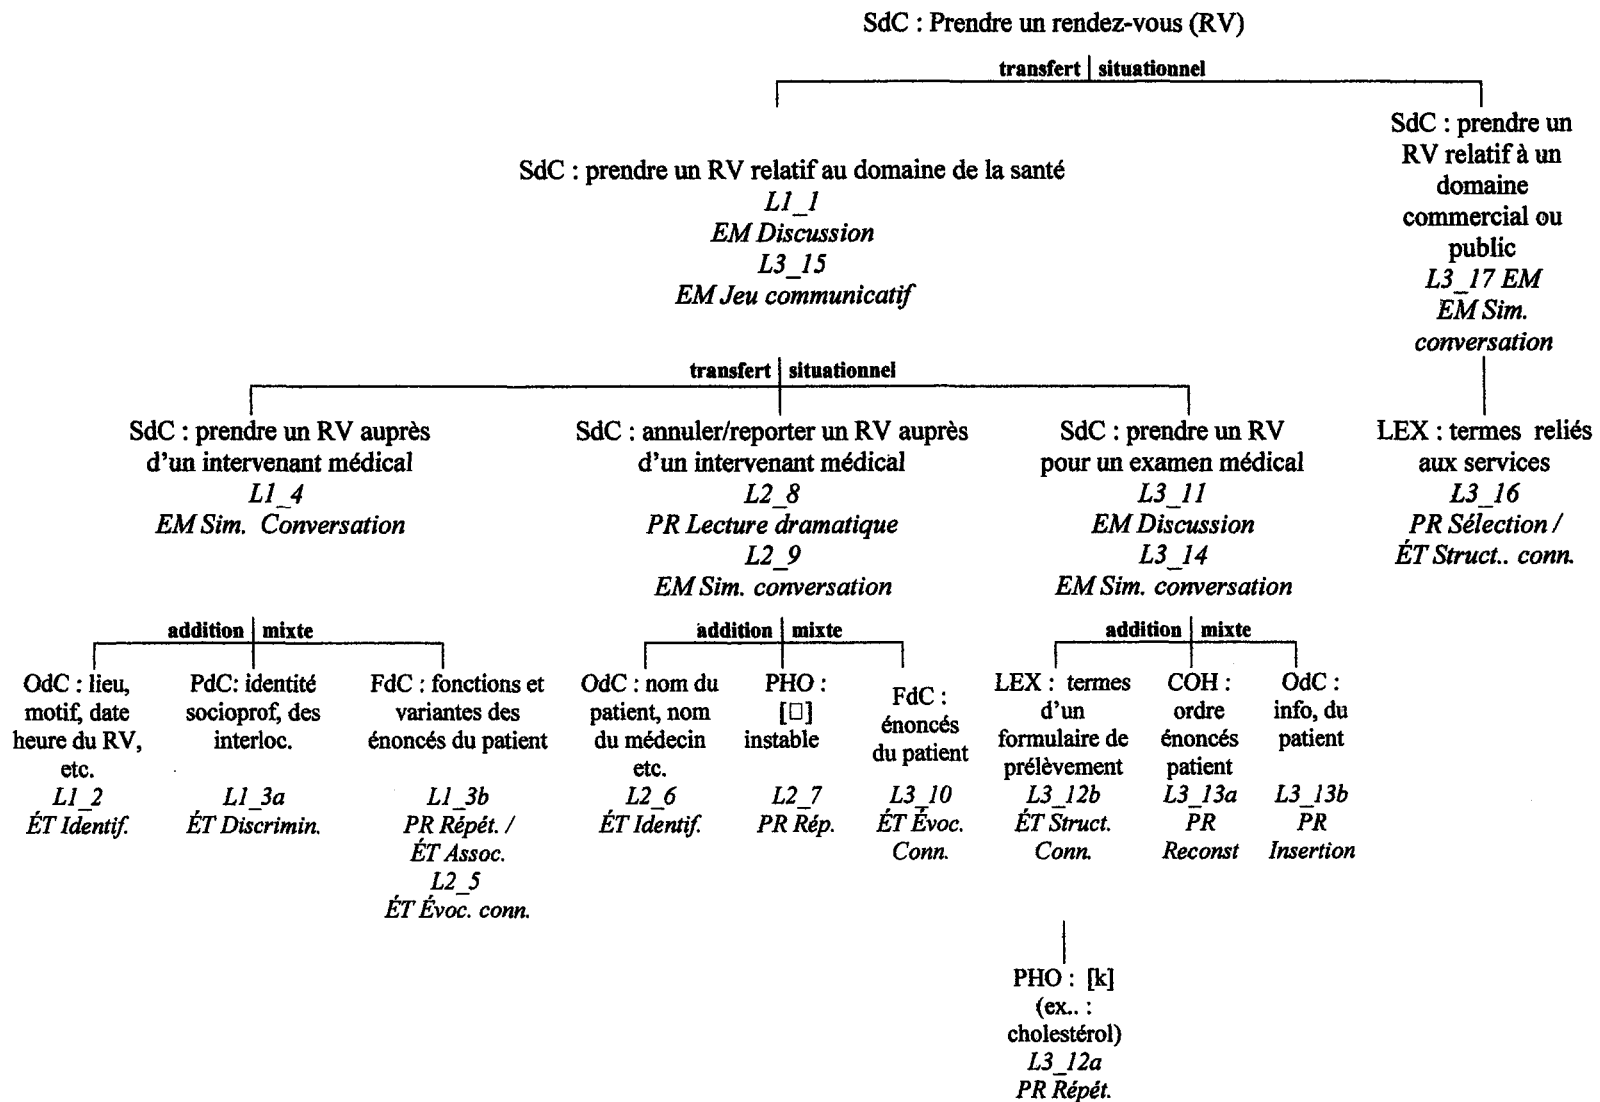 SdC : Prendre un rendez-vous (RV)
transfert situationnel
SdC : prendre un RV relatif au domaine de la santé
L1_1
EM Discussion
L3_15
EM Jeu communicatif
SdC : prendre un
RV relatif à un
domaine
commercial ou
public
L3_17 EM
EM Sim.
conversation
transfert situationnel
SdC : prendre un RV auprès
d'un intervenant médical
L1_4
EM Sim. Conversation
SdC : annuler/reporter un RV auprès
d'un intervenant médical
L2_8
PR Lecture dramatique
L2_9
EM Sim. conversation
SdC : prendre un RV
pour un examen médical
L3_11
EM Discussion
L3_14
EM Sim. conversation
LEX : termes reliés
aux services
L3_16
PR Sélection /
ÉT Struct.. conn.
addition mixte
OdC : lieu,
motif, date
heure du RV,
etc.
L1_2
ÉT Identif.
PdC: identité
socioprof, des
interloc.
L1_3a
ÉT Discrimin.
FdC : fonctions et
variantes des
énoncés du patient
L1_3b
PR Répét. /
ÉT Assoc.
L2_5
ÉT Évoc. conn.
addition mixte
OdC : nom du
patient, nom
du médecin
etc.
L2_6
ÉT Identif.
PHO :
[□]
instable
L2_7
PR Rép.
FdC :
énoncés
du patient
L3_10
ÉT Évoc.
Conn.
addition mixte
LEX : termes
d'un
formulaire de
prélèvement
L3_12b
ÉT Struct.
Conn.
COH :
ordre
énoncés
patient
L3_13a
PR
Reconst
OdC :
info, du
patient
L3_13b
PR
Insertion
PHO : [k]
(ex.. :
cholestérol)
L3_12a
PR Répét.